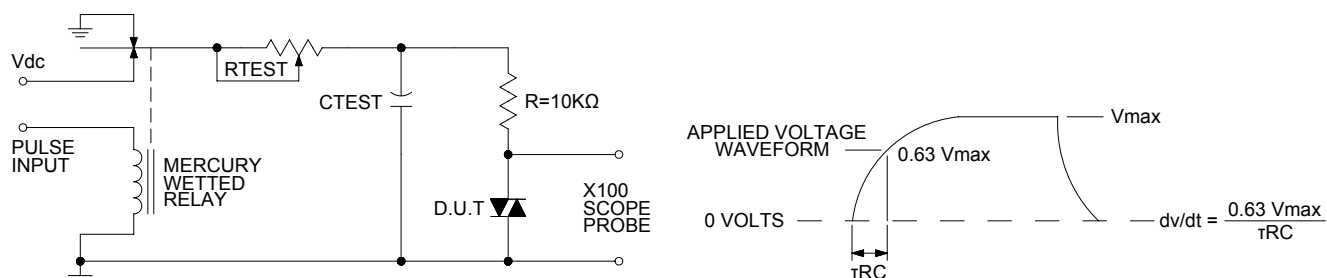 Vdc
RTEST
CTEST
R=10KΩ
PULSE
INPUT
MERCURY
WETTED
RELAY
D.U.T
X100
SCOPE
PROBE
Vmax
APPLIED VOLTAGE
WAVEFORM
0.63 Vmax
0 VOLTS
dv/dt = 0.63 Vmax
τRC
τRC